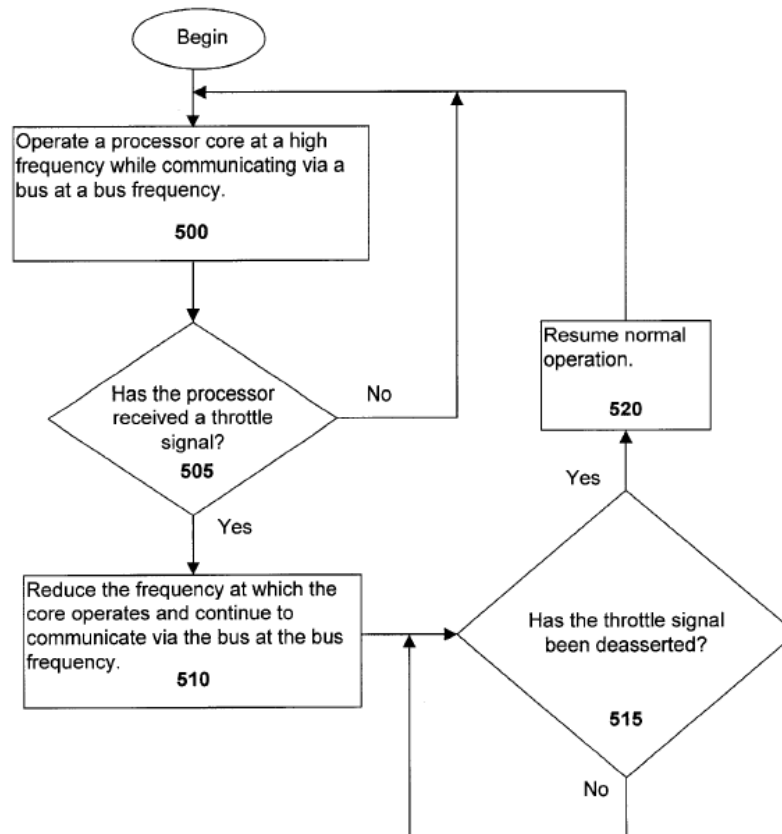 Begin
Operate a processor core at a high
frequency while communicating via a
bus at a bus frequency.
500
Has the processor
received a throttle
signal?
505
No
Yes
Reduce the frequency at which the
core operates and continue to
communicate via the bus at the bus
frequency.
510
Resume normal
operation.
520
Yes
Has the throttle signal
been deasserted?
515
No